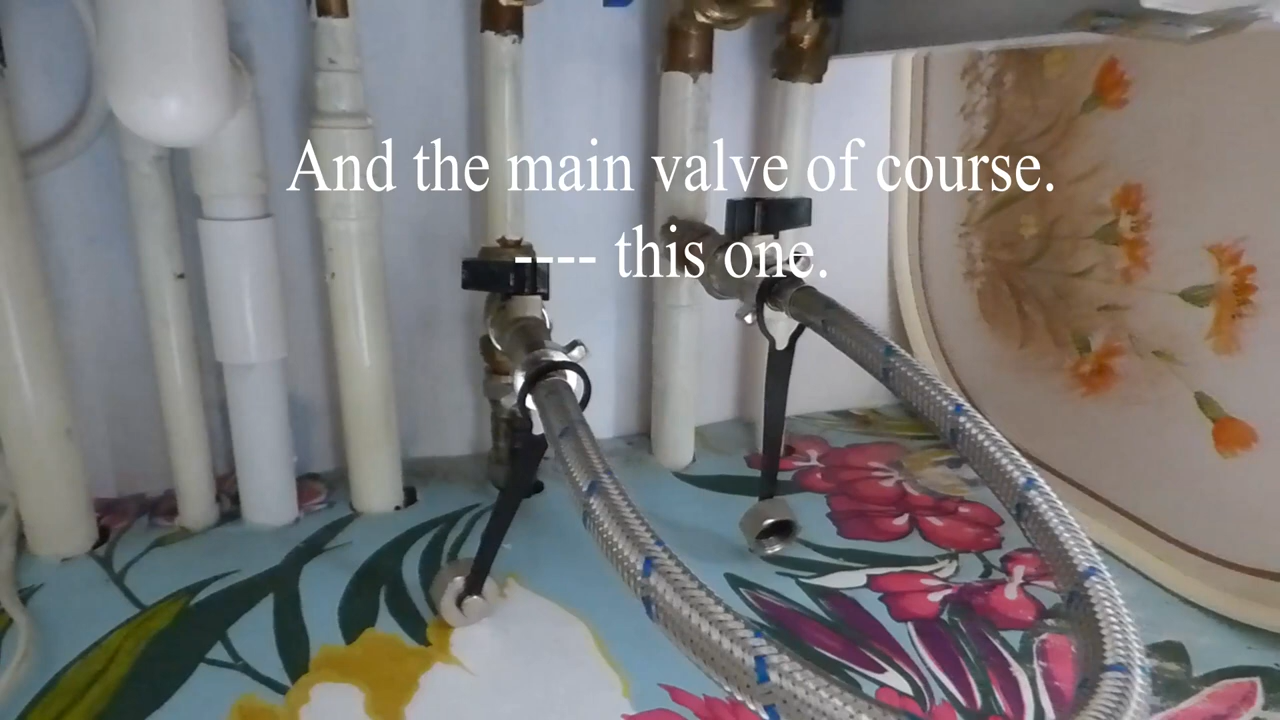 And the main valve of course.
---- this one.